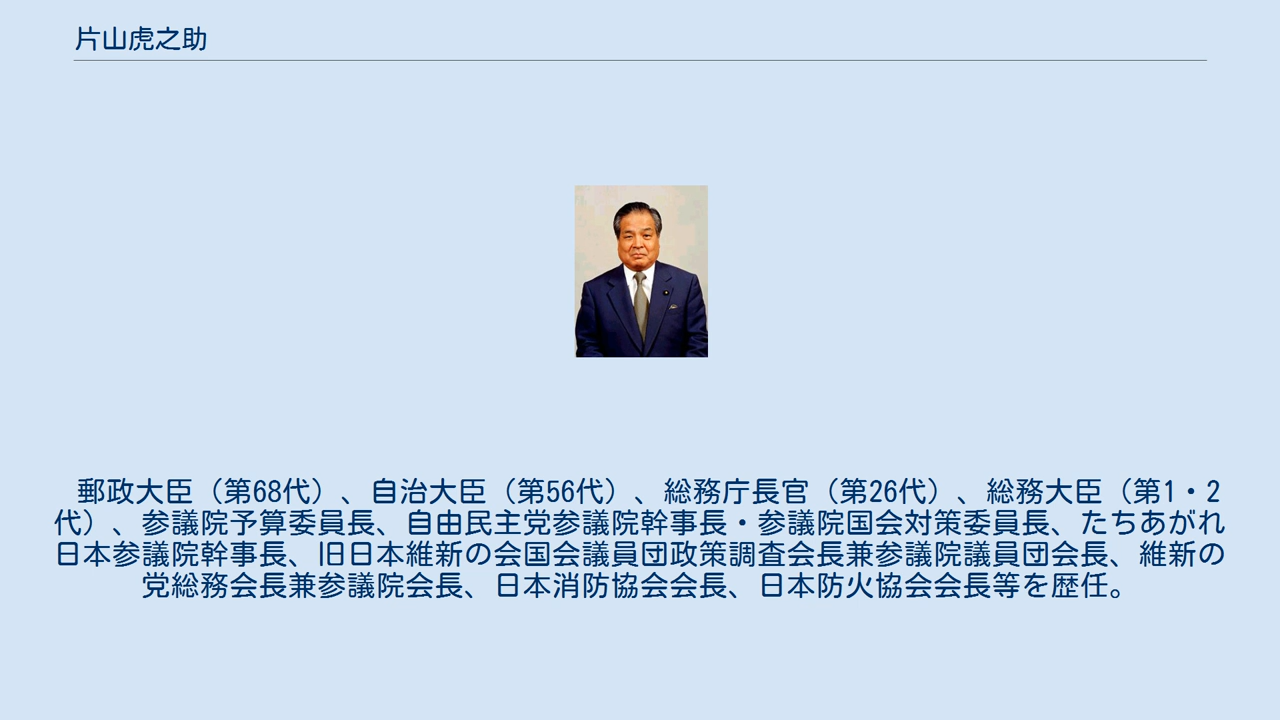 片山虎之助
郵政大臣（第68代）、自治大臣（第56代）、総務庁長官（第26代）、総務大臣（第1・2
代）、参議院予算委員長、自由民主党参議院幹事長・参議院国会対策委員長、たちあがれ
日本参議院幹事長、旧日本維新の会国会議員団政策調査会長兼参議院議員団会長、維新の
党総務会長兼参議院会長、日本消防協会会長、日本防火協会会長等を歴任。